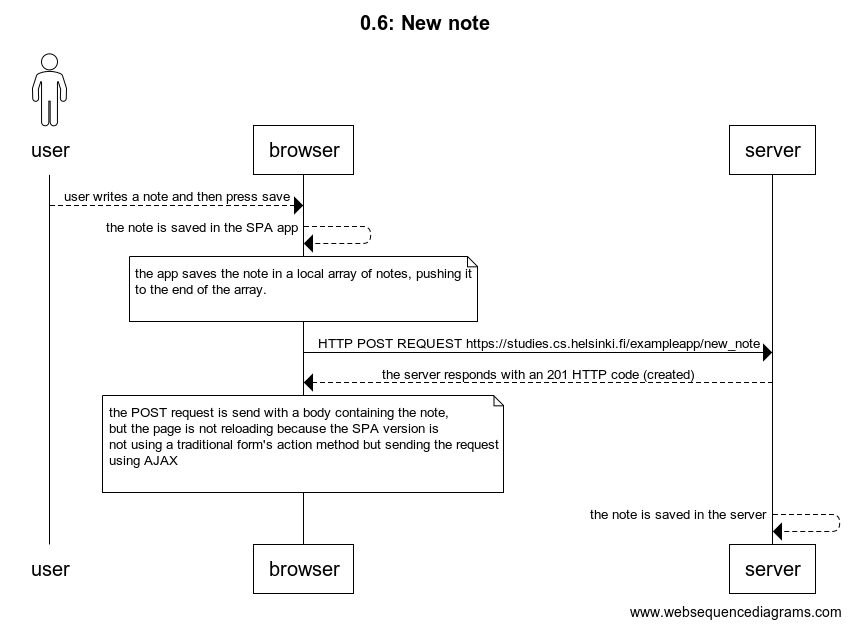 0.6: New note
user
browser
server
user writes a note and then press save
the note is saved in the SPA app
the app saves the note in a local array of notes, pushing it
to the end of the array.
HTTP POST REQUEST https://studies.cs.helsinki.fi/exampleapp/new_note
the server responds with an 201 HTTP code (created)
the POST request is send with a body containing the note,
but the page is not reloading because the SPA version is
not using a traditional form's action method but sending the request
using AJAX
the note is saved in the server
user
browser
server
www.websequencediagrams.com